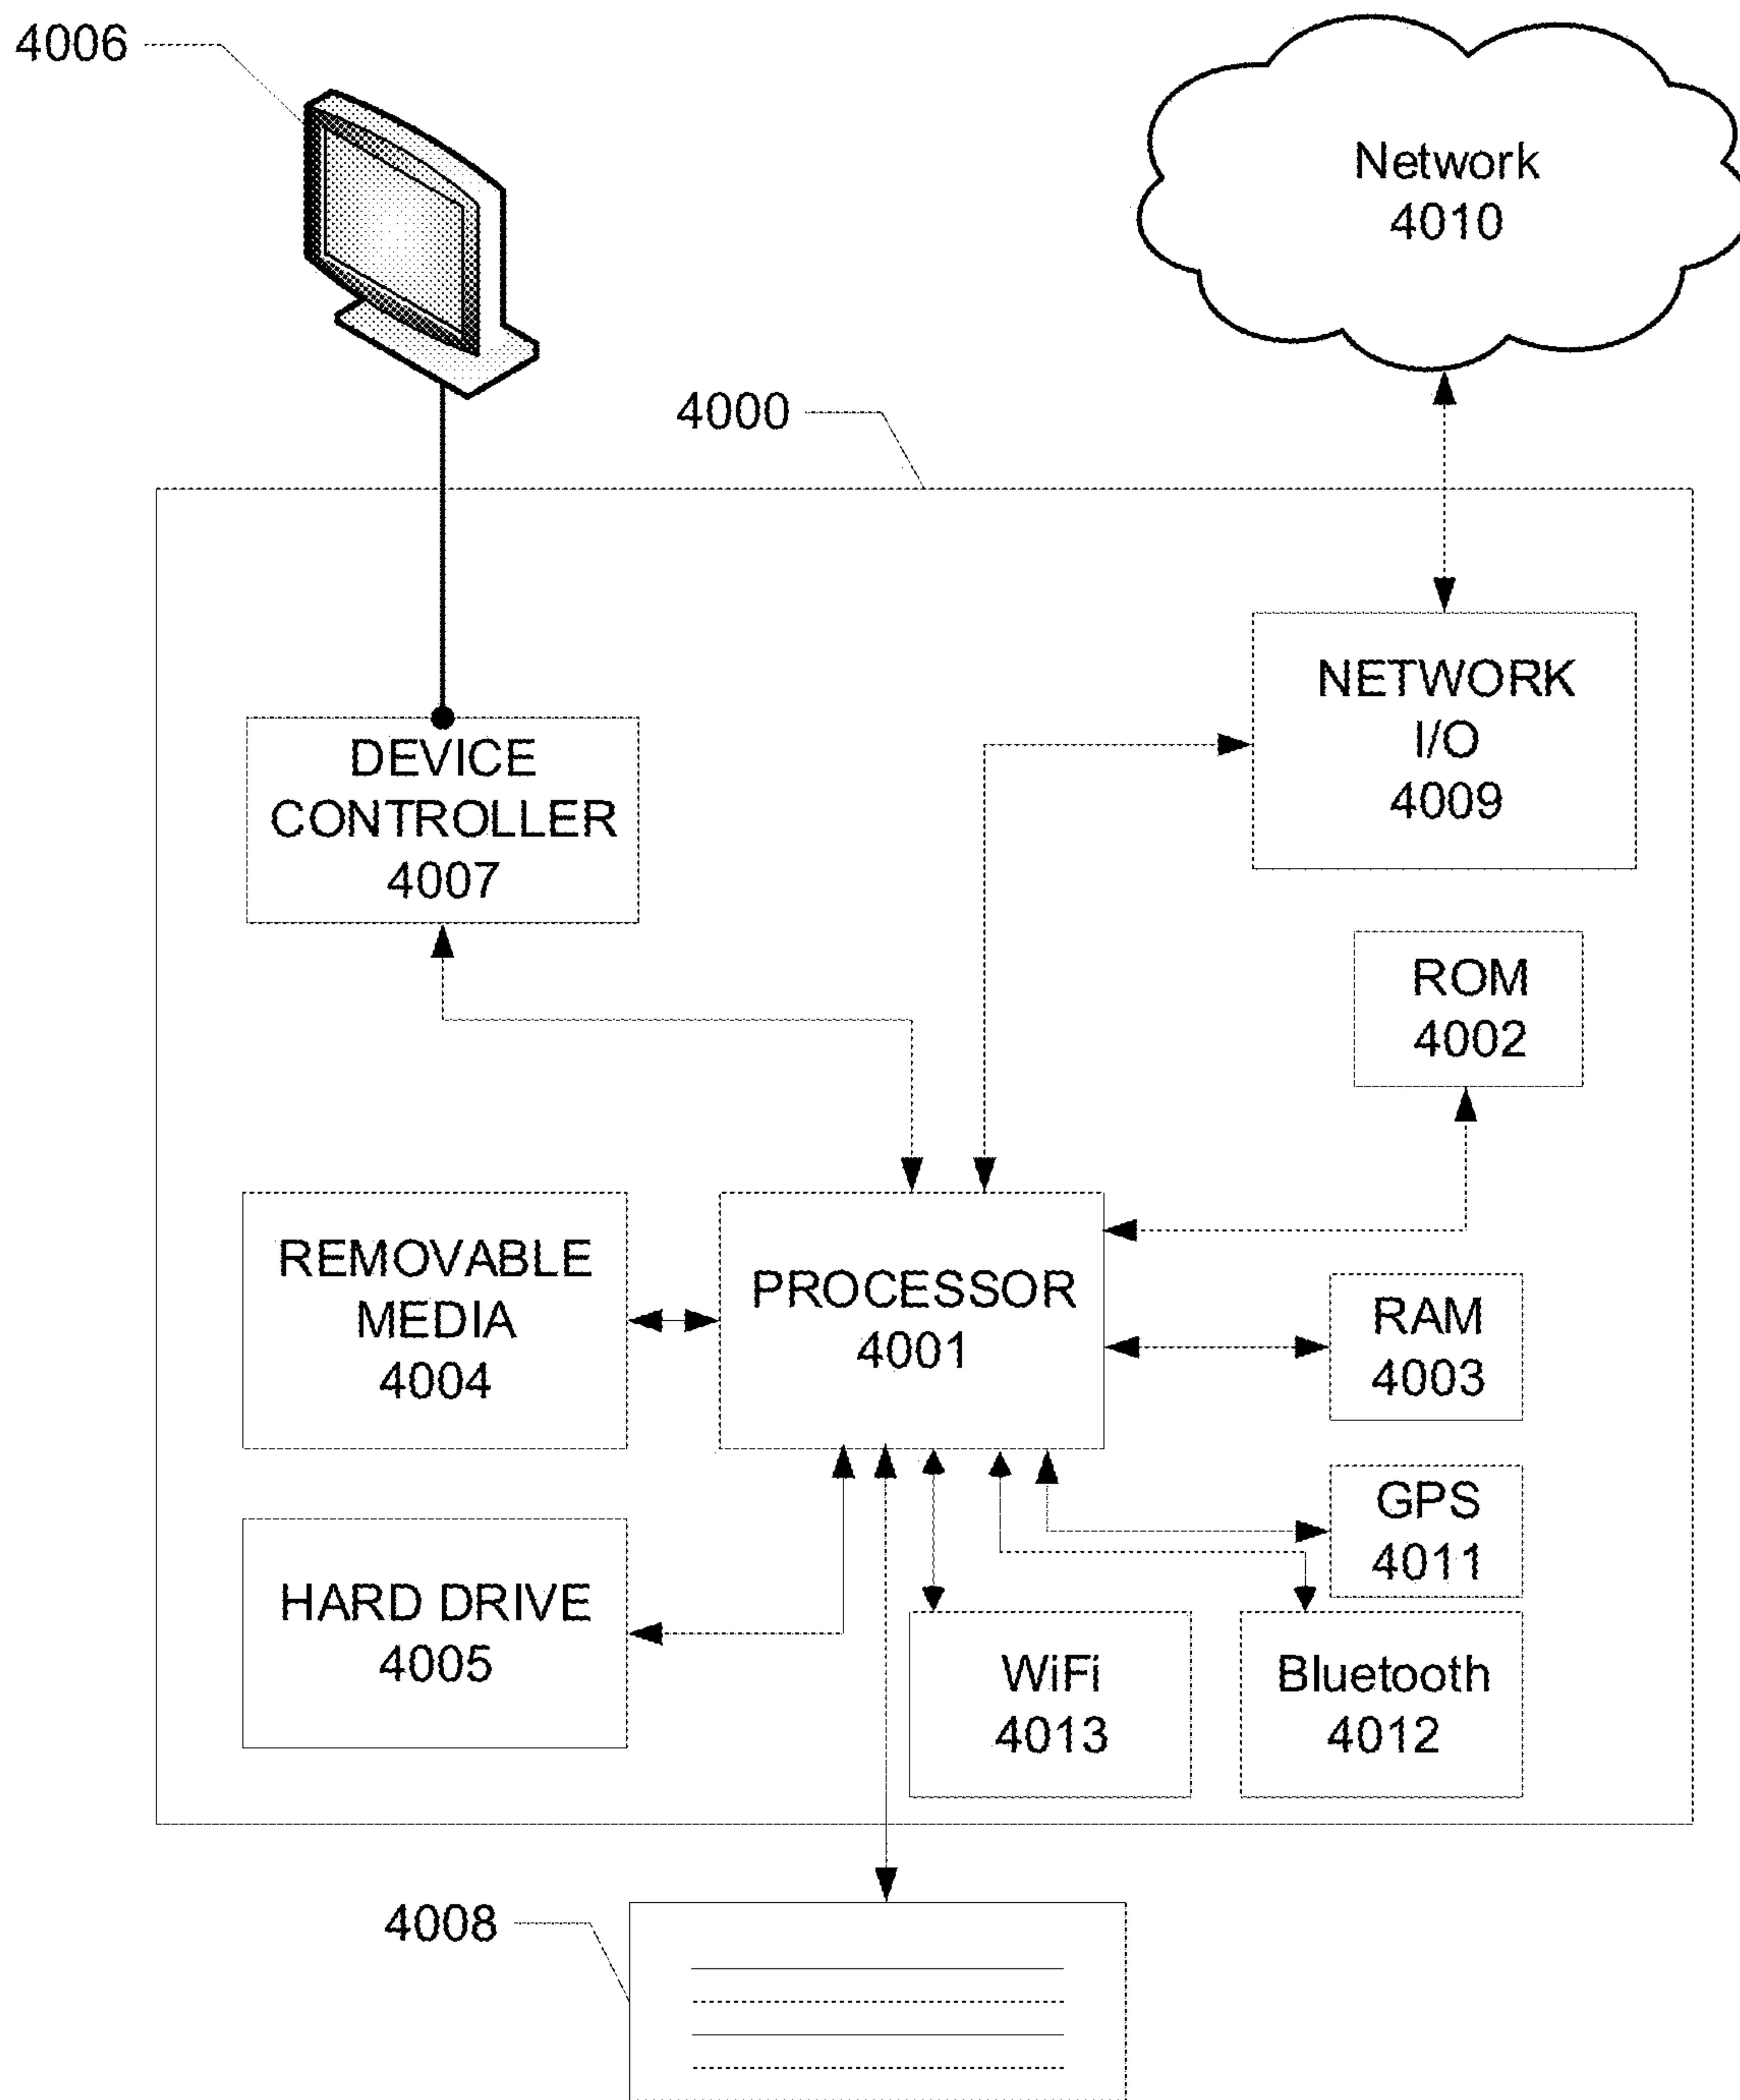 4006
Network
4010
4000
NETWORK
I/O
4009
DEVICE
CONTROLLER
4007
ROM
4002
REMOVABLE
MEDIA
4004
PROCESSOR
4001
RAM
4003
GPS
4011
HARD DRIVE
4005
WiFi
4013
Bluetooth
4012
4008